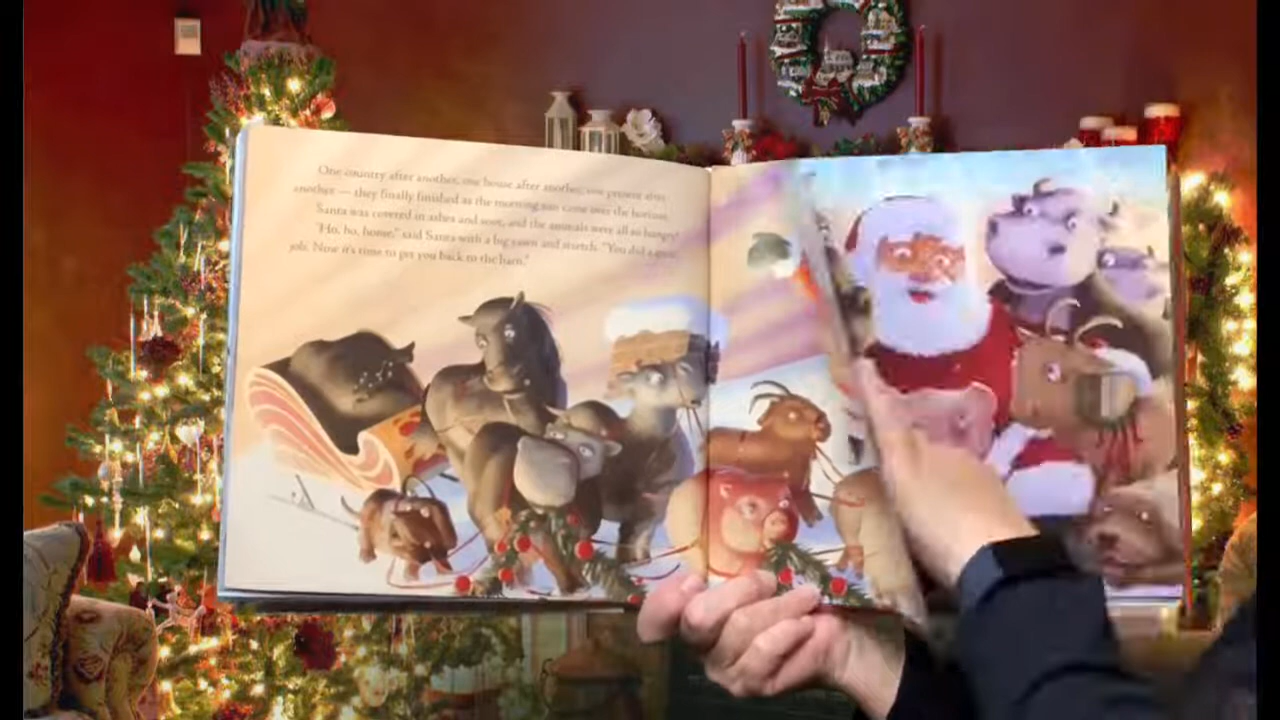 One country after another, one house after another, one present after
another — they finally finished as the morning sun came over the horizon.
Santa was covered in ashes and soot, and the animals were all so hungry!
"Ho, ho, home," said Santa with a big yawn and stretch. "You did a great
job. Now it's time to get you back to the barn."